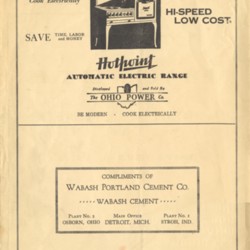 Cook Electrically
HI-SPEED
LOW COST
SAVE TIME, LABOR
and MONEY
Hotpoint
AUTOMATIC ELECTRIC RANGE
Displayed and Sold By
The OHIO POWER Co.
BE MODERN - COOK ELECTRICALLY
COMPLIMENTS OF
WABASH PORTLAND CEMENT CO.
WABASH CEMENT
PLANT NO. 1 MAIN OFFICE PLANT NO. 2
OSBORN, OHIO DETROIT, MICH. STROH, IND.